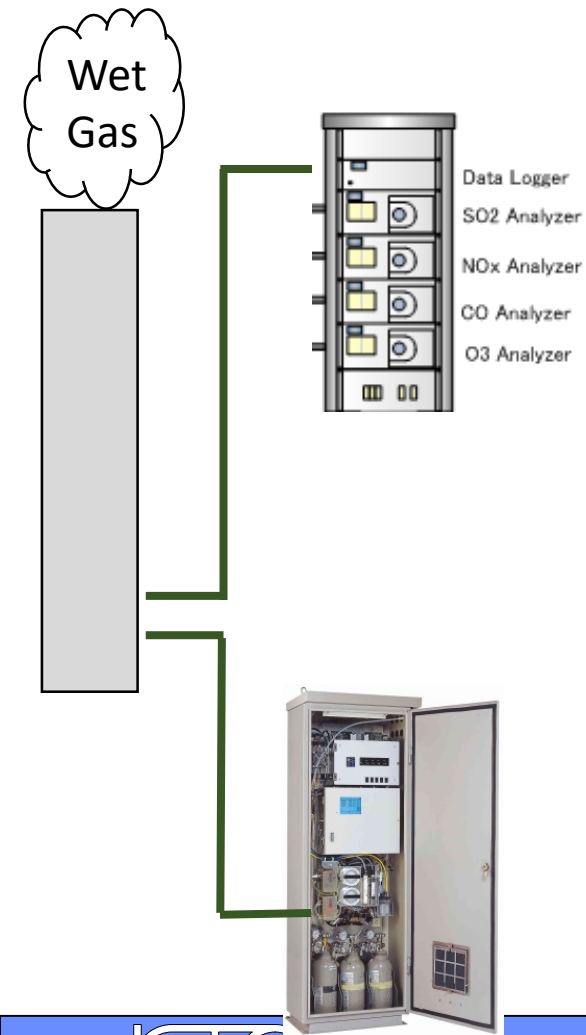 Wet
Gas
Data Logger
SO2 Analyzer
NOx Analyzer
CO Analyzer
O3 Analyzer